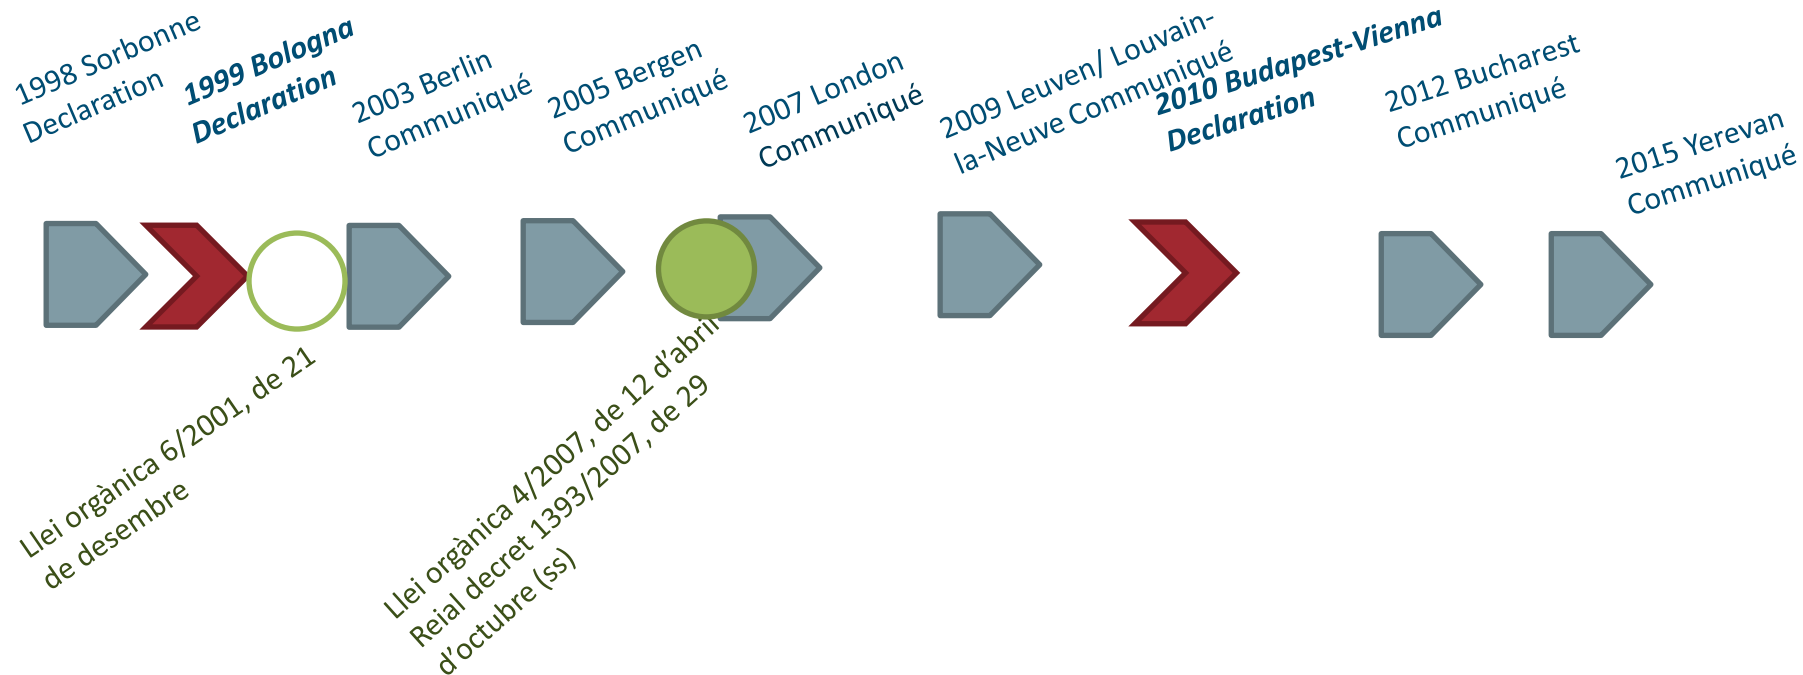 1998 Sorbonne
Declaration
1999 Bologna
Declaration
2003 Berlin
Communiqué
2005 Bergen
Communiqué
2007 London
Communiqué
2009 Leuven/ Louvain-
la-Neuve Communiqué
2010 Budapest-Vienna
Declaration
2012 Bucharest
Communiqué
2015 Yerevan
Communiqué
Llei orgànica 6/2001, de 21
de desembre
Llei orgànica 4/2007, de 12 d’abril
Reial decret 1393/2007, de 29
d’octubre (ss)